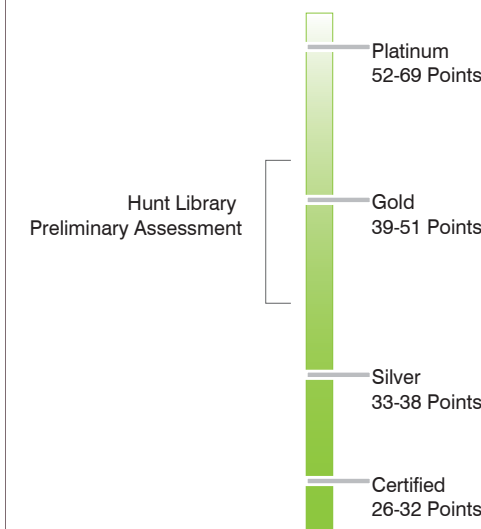 Platinum
52-69 Points
Hunt Library
Preliminary Assessment
Gold
39-51 Points
Silver
33-38 Points
Certified
26-32 Points